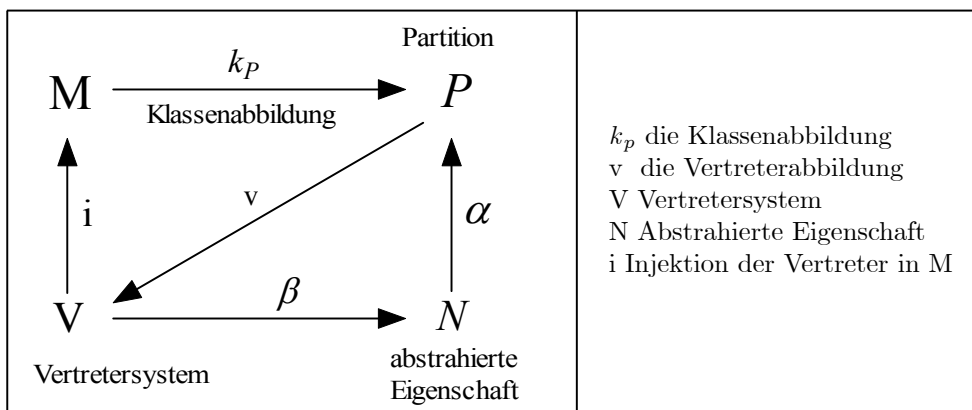 Partition
k_P
M
P
Klassenabbildung
v
i
α
β
V
N
Vertretersystem
abstrahierte
Eigenschaft
k_p die Klassenabbildung
v die Vertreterabbildung
V Vertretersystem
N Abstrahierte Eigenschaft
i Injektion der Vertreter in M